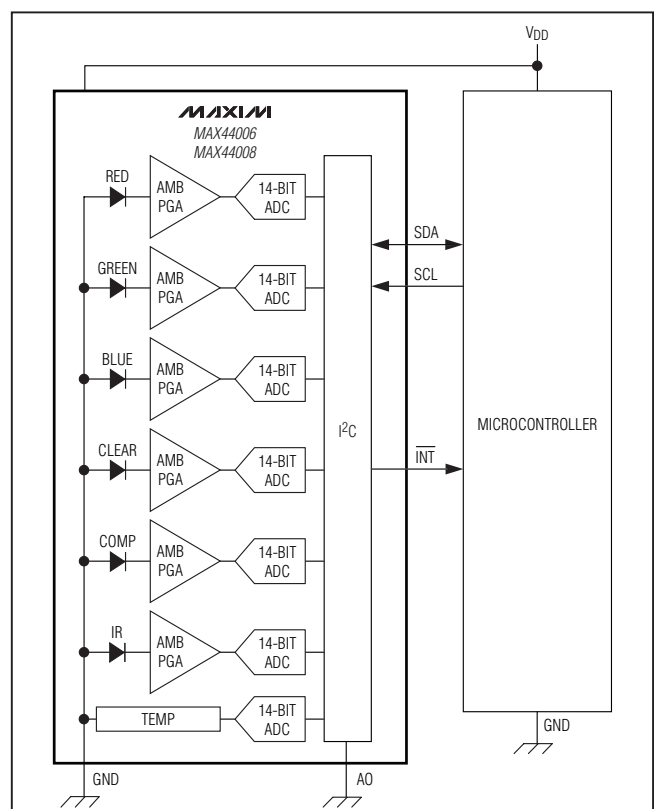 VDD
MAXIM
MAX44006
MAX44008
RED
AMB
PGA
14-BIT
ADC
GREEN
AMB
PGA
14-BIT
ADC
BLUE
AMB
PGA
14-BIT
ADC
CLEAR
AMB
PGA
14-BIT
ADC
COMP
AMB
PGA
14-BIT
ADC
IR
AMB
PGA
14-BIT
ADC
TEMP
14-BIT
ADC
I²C
SDA
SCL
INT
MICROCONTROLLER
GND
A0
GND